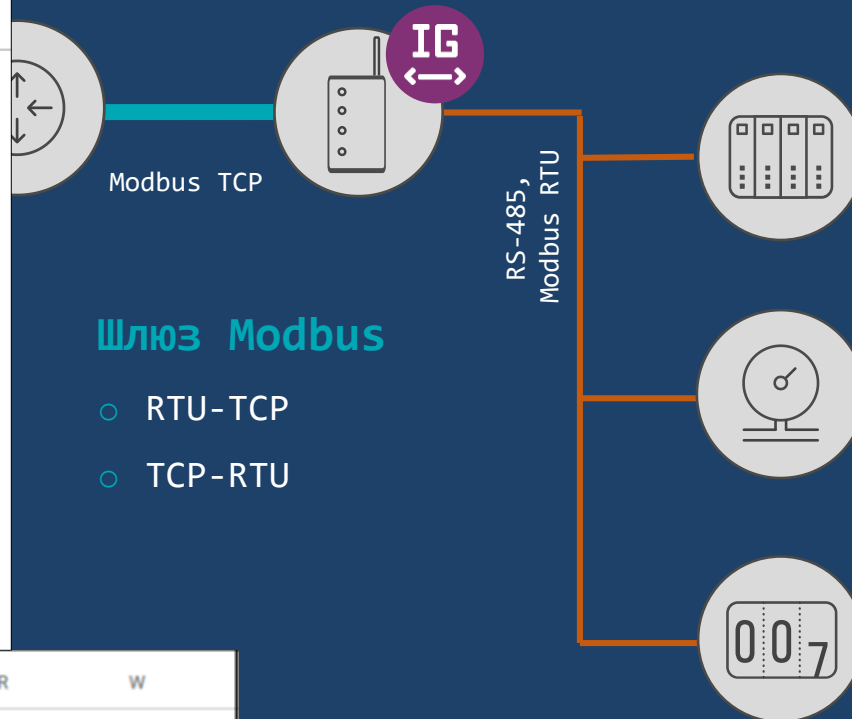 IG
Modbus TCP
RS-485,
Modbus RTU
Шлюз Modbus
RTU-TCP
TCP-RTU
007
R W